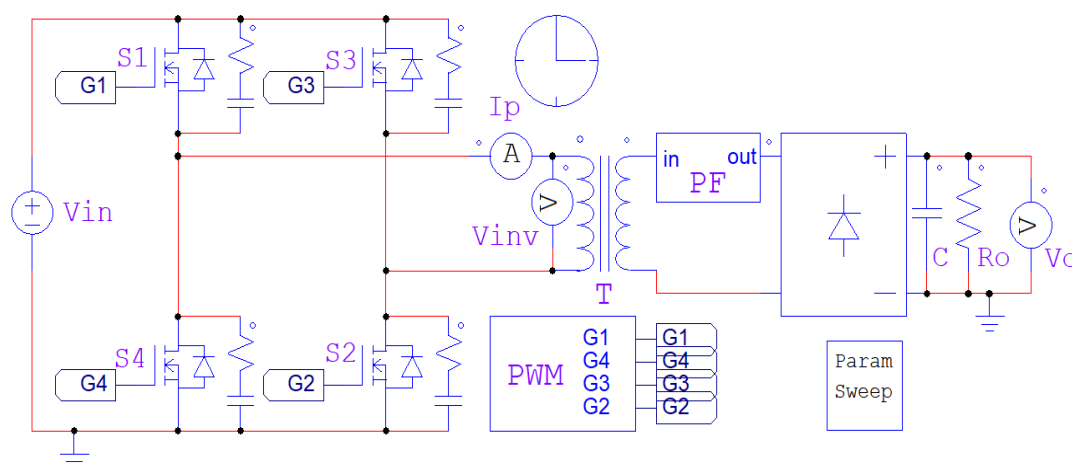 S1
S3
G1
G3
Ip
A
in
out
PF
+
V
Vin
Vinv
T
C
Ro
V
Vo
S4
S2
G4
G2
PWM
G1
G4
G3
G2
G1
G4
G3
G2
Param
Sweep